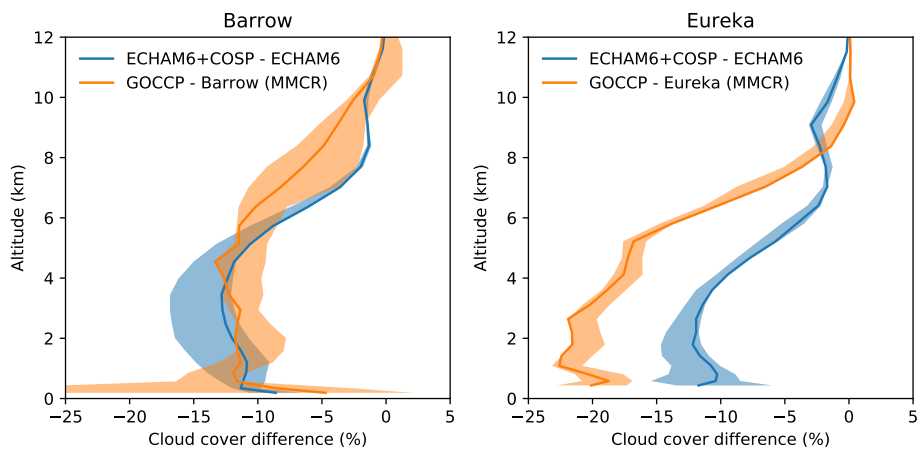 Barrow
ECHAM6+COSP - ECHAM6
GOCCP - Barrow (MMCR)
Altitude (km)
12
10
8
6
4
2
0
−25 −20 −15 −10 −5 0 5
Cloud cover difference (%)
Eureka
ECHAM6+COSP - ECHAM6
GOCCP - Eureka (MMCR)
Altitude (km)
12
10
8
6
4
2
0
−25 −20 −15 −10 −5 0 5
Cloud cover difference (%)